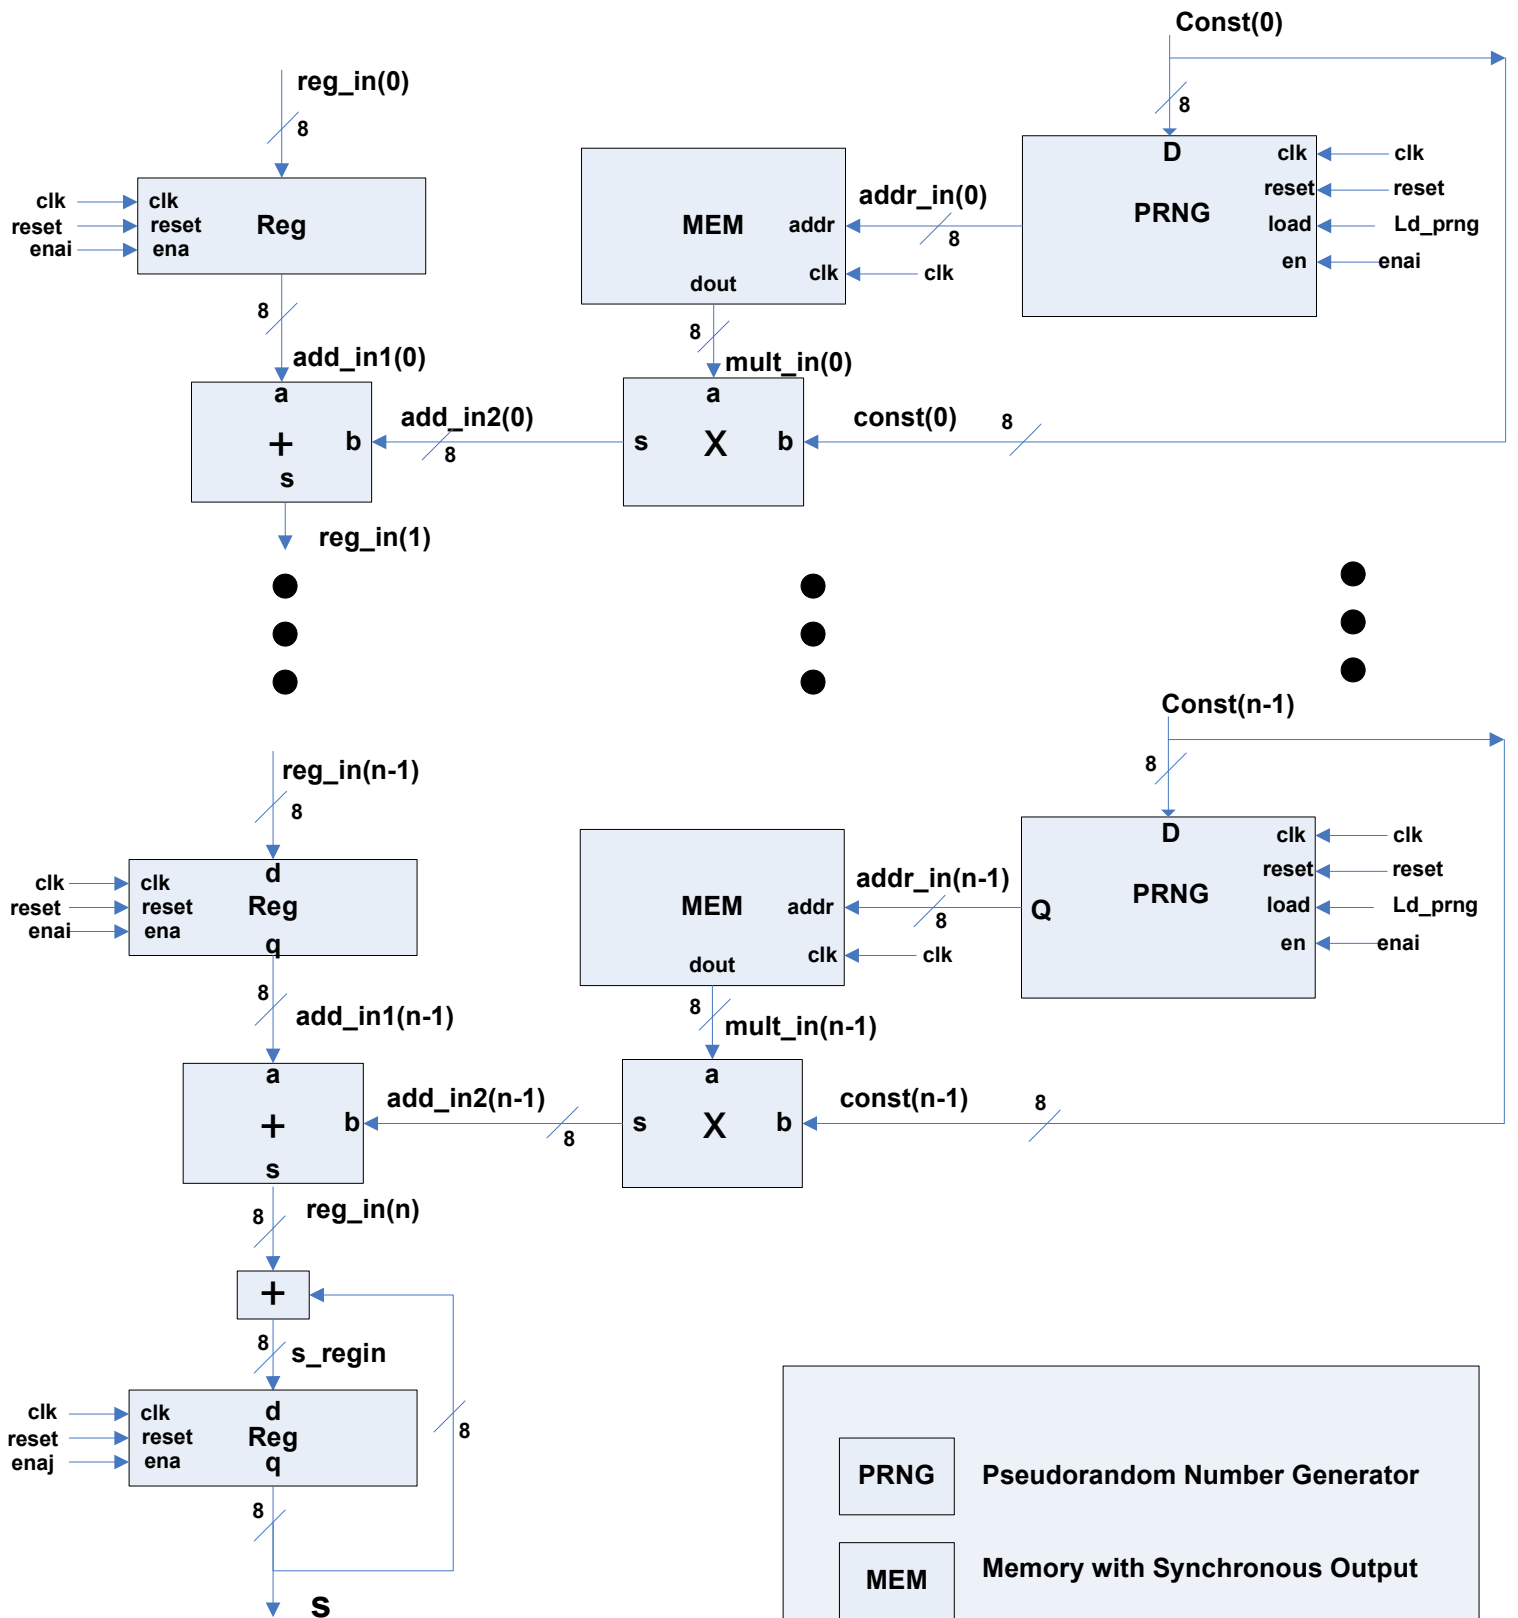 Const(0)
reg_in(0)
8
8
D
clk
clk
reset
reset
PRNG
load
Ld_prng
en
enai
addr_in(0)
8
MEM
addr
clk
clk
dout
clk
clk
reset
reset
Reg
enai
ena
8
8
add_in1(0)
mult_in(0)
a
a
add_in2(0)
const(0)
8
+
b
8
s
X
b
s
reg_in(1)
Const(n-1)
8
reg_in(n-1)
8
D
clk
clk
reset
reset
PRNG
load
Ld_prng
en
enai
Q
addr_in(n-1)
8
MEM
addr
clk
clk
dout
d
clk
clk
reset
reset
Reg
enai
ena
q
8
8
add_in1(n-1)
mult_in(n-1)
a
a
add_in2(n-1)
const(n-1)
8
+
b
8
s
X
b
s
8
reg_in(n)
+
8
s_regin
d
clk
clk
reset
reset
Reg
enaj
ena
q
8
8
s
PRNG
Pseudorandom Number Generator
MEM
Memory with Synchronous Output